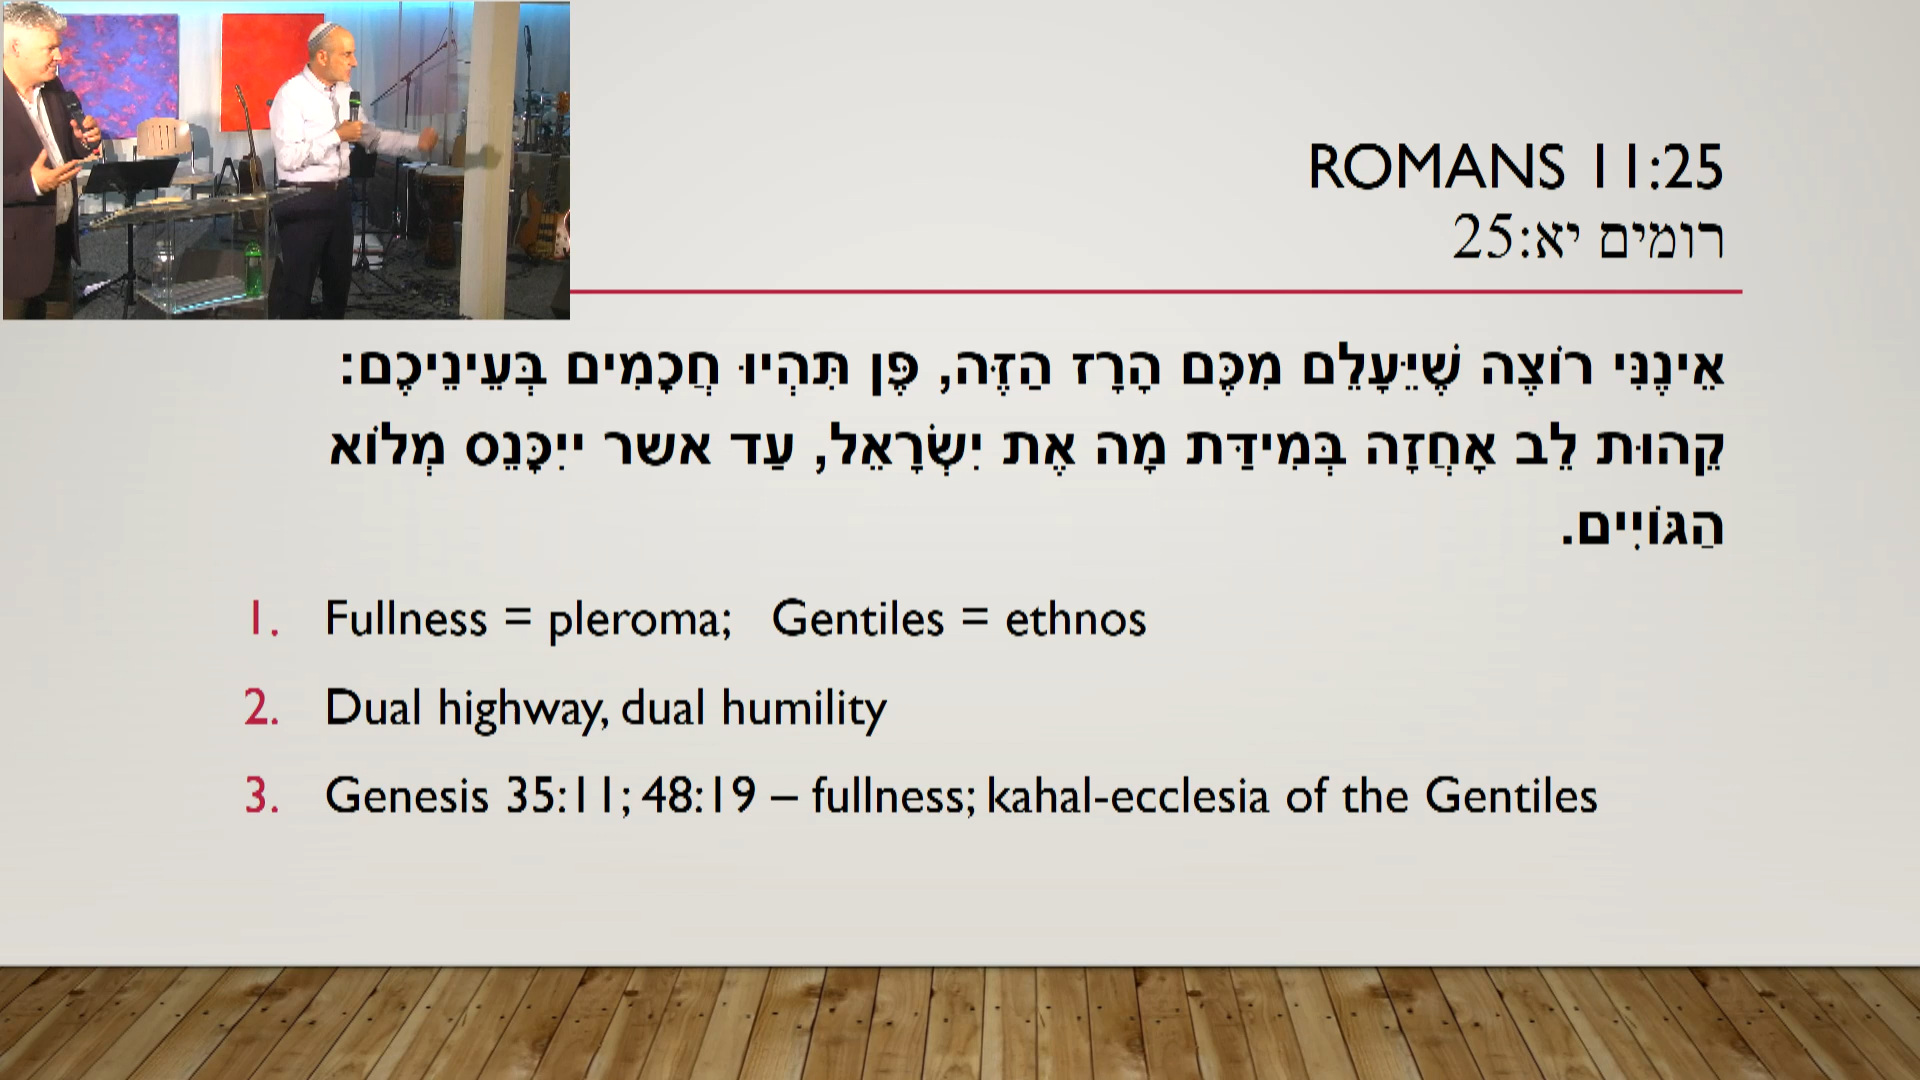 ROMANS 11:25
רומים יא:25
אֵינֶנִּי רוֹצֶה שֶׁיֵּעָלֵם מִכֶּם הָרָז הַזֶּה, פֶּן תִּהְיוּ חֲכָמִים בְּעֵינֵיכֶם:
קֵהוּת לֵב אָחֲזָה בְּמִידַּת מָה אֶת יִשְׂרָאֵל, עַד אשר ייִכָּנֵס מְלוֹא
הַגּוֹיִים.
1. Fullness = pleroma; Gentiles = ethnos
2. Dual highway, dual humility
3. Genesis 35:11; 48:19 – fullness; kahal-ecclesia of the Gentiles